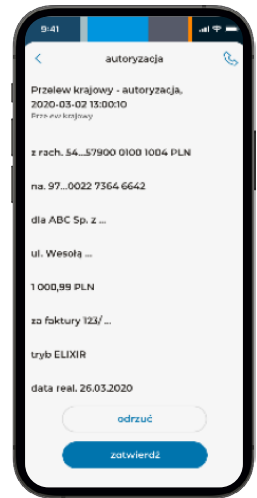 9:41
autoryzacja
Przelew krajowy - autoryzacja,
2020-03-02 13:00:10
Przelew krajowy
z rach. 54...57900 0100 1004 PLN
na. 97...0022 7364 6642
dla ABC Sp. z ...
ul. Wesoła ...
1 000,99 PLN
za faktury 123/ ...
tryb ELIXIR
data real. 26.03.2020
odrzuć
zatwierdź